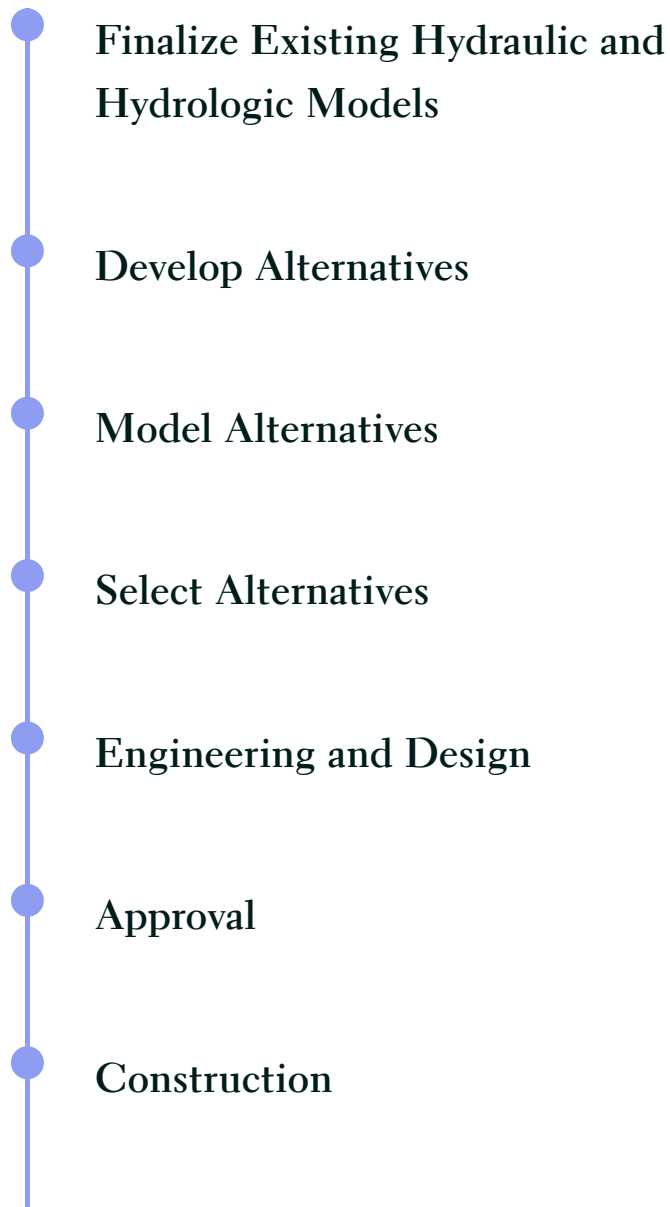 Finalize Existing Hydraulic and
Hydrologic Models
Develop Alternatives
Model Alternatives
Select Alternatives
Engineering and Design
Approval
Construction